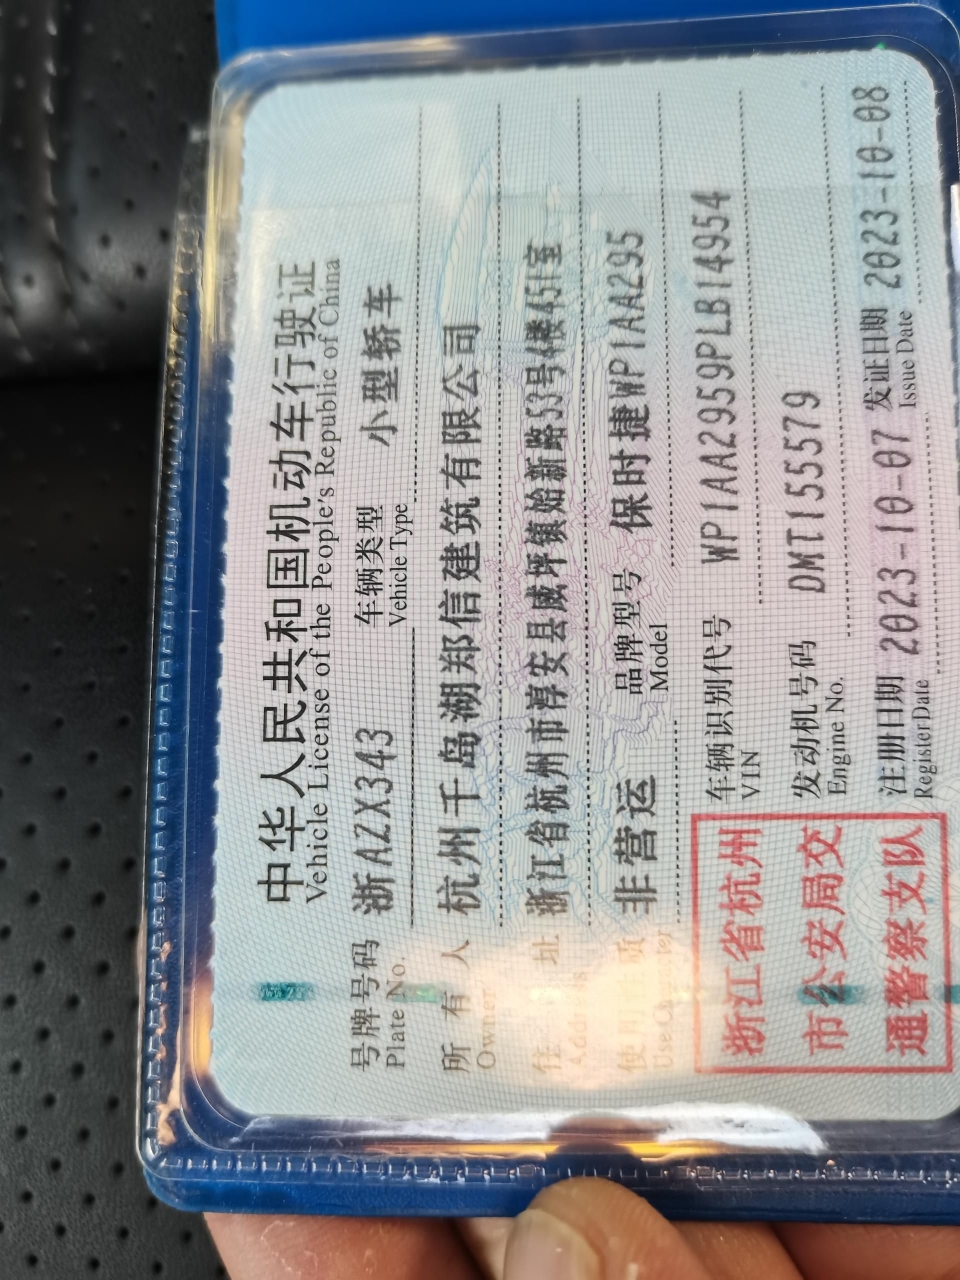 中华人民共和国机动车行驶证
Vehicle License of the People's Republic of China
号牌号码 浙AZX343 车辆类型 小型轿车
Plate No. Vehicle Type
所有人 杭州千岛湖郑信建筑有限公司
Owner
住址 浙江省杭州市淳安县威坪镇始新路53号4楼451室
Address
使用性质 非营运 品牌型号 保时捷WP1AA295
Use Character Model
车辆识别代号 WP1AA2959PLB14954
VIN
发动机号码 DMT155579
Engine No.
注册日期 2023-10-07 发证日期 2023-10-08
Register Date Issue Date
浙江省杭州
市公安局交
通警察支队